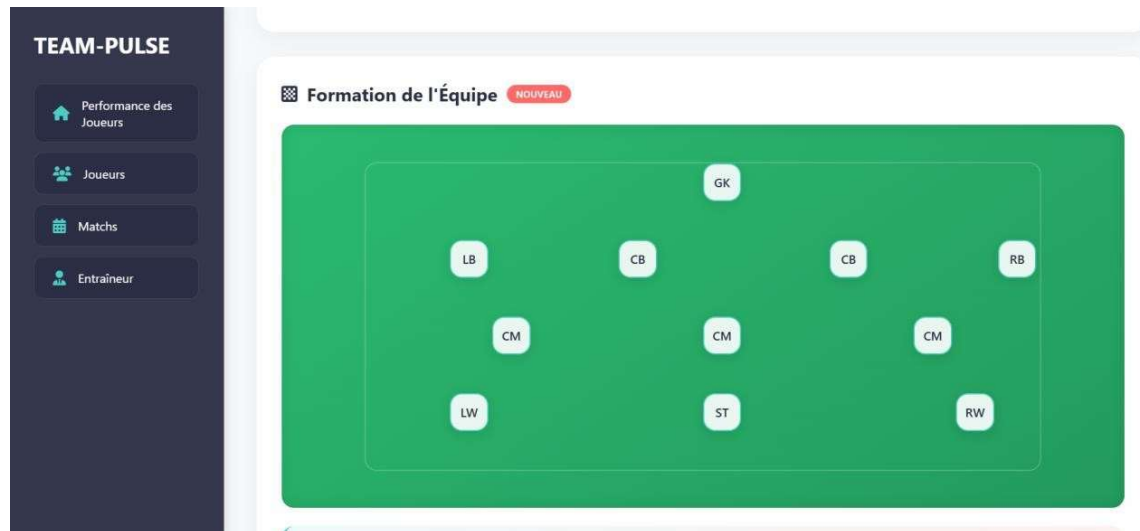 TEAM-PULSE
Performance des
Joueurs
Joueurs
Matchs
Entraîneur
Formation de l'Équipe NOUVEAU
GK
LB CB CB RB
CM CM CM
LW ST RW